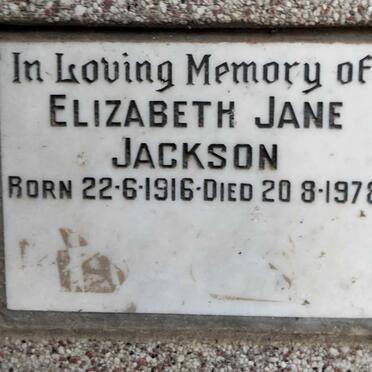 In Loving Memory of
ELIZABETH JANE
JACKSON
BORN 22·6·1916·DIED 20 8·1978